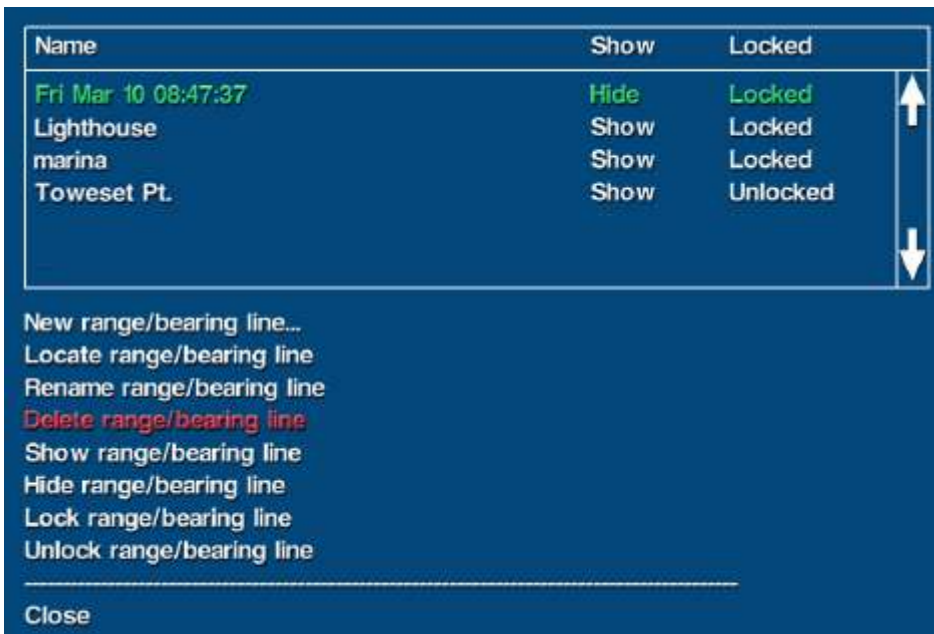 Name Show Locked
Fri Mar 10 08:47:37 Hide Locked
Lighthouse Show Locked
marina Show Locked
Toweset Pt. Show Unlocked
New range/bearing line...
Locate range/bearing line
Rename range/bearing line
Delete range/bearing line
Show range/bearing line
Hide range/bearing line
Lock range/bearing line
Unlock range/bearing line
Close